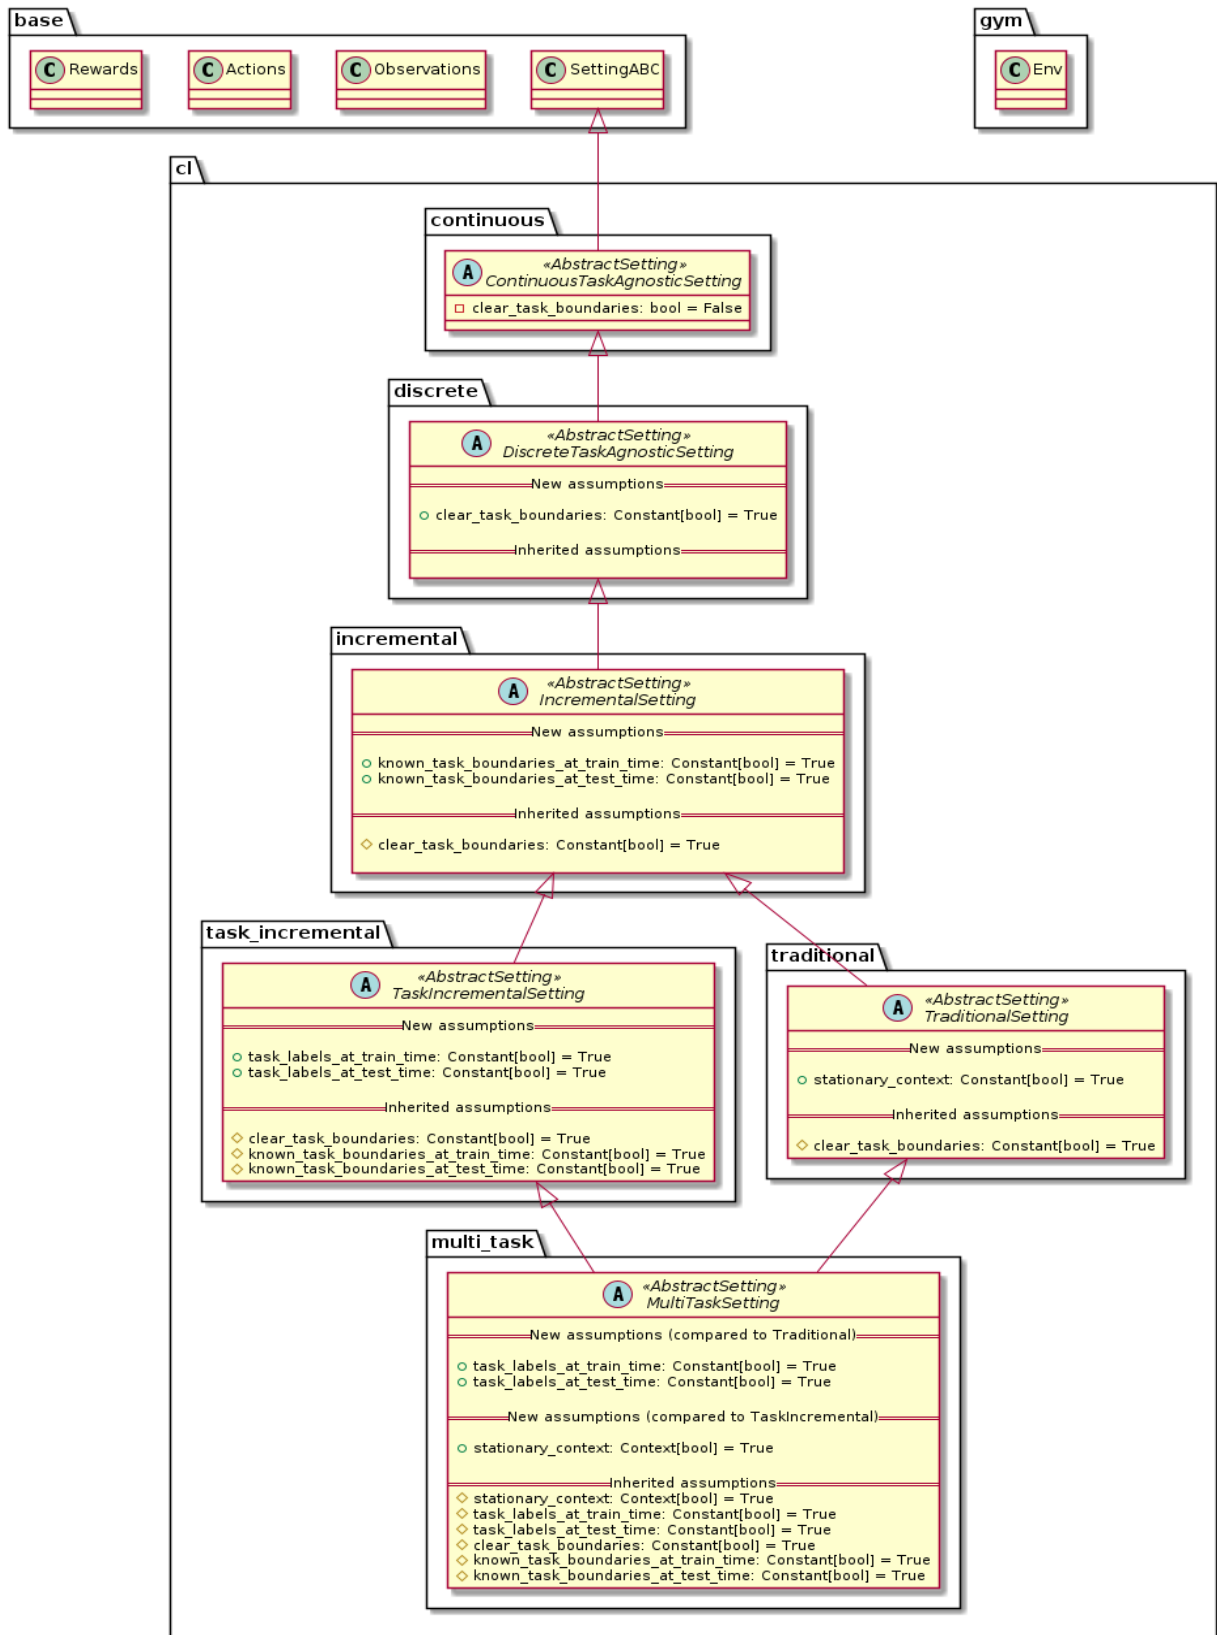 base
gym
C Rewards
C Actions
C Observations
C SettingABC
C Env
cl
continuous
A
«AbstractSetting»
ContinuousTaskAgnosticSetting
clear_task_boundaries: bool = False
discrete
A
«AbstractSetting»
DiscreteTaskAgnosticSetting
New assumptions
clear_task_boundaries: Constant[bool] = True
Inherited assumptions
incremental
A
«AbstractSetting»
IncrementalSetting
New assumptions
known_task_boundaries_at_train_time: Constant[bool] = True
known_task_boundaries_at_test_time: Constant[bool] = True
Inherited assumptions
clear_task_boundaries: Constant[bool] = True
task_incremental
A
«AbstractSetting»
TaskIncrementalSetting
New assumptions
task_labels_at_train_time: Constant[bool] = True
task_labels_at_test_time: Constant[bool] = True
Inherited assumptions
clear_task_boundaries: Constant[bool] = True
known_task_boundaries_at_train_time: Constant[bool] = True
known_task_boundaries_at_test_time: Constant[bool] = True
traditional
A
«AbstractSetting»
TraditionalSetting
New assumptions
stationary_context: Constant[bool] = True
Inherited assumptions
clear_task_boundaries: Constant[bool] = True
multi_task
A
«AbstractSetting»
MultiTaskSetting
New assumptions (compared to Traditional)
task_labels_at_train_time: Constant[bool] = True
task_labels_at_test_time: Constant[bool] = True
New assumptions (compared to TaskIncremental)
stationary_context: Context[bool] = True
Inherited assumptions
stationary_context: Context[bool] = True
task_labels_at_train_time: Constant[bool] = True
task_labels_at_test_time: Constant[bool] = True
clear_task_boundaries: Constant[bool] = True
known_task_boundaries_at_train_time: Constant[bool] = True
known_task_boundaries_at_test_time: Constant[bool] = True